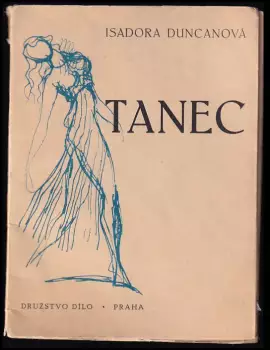 ISADORA DUNCANOVÁ
TANEC
DRUŽSTVO DÍLO • PRAHA